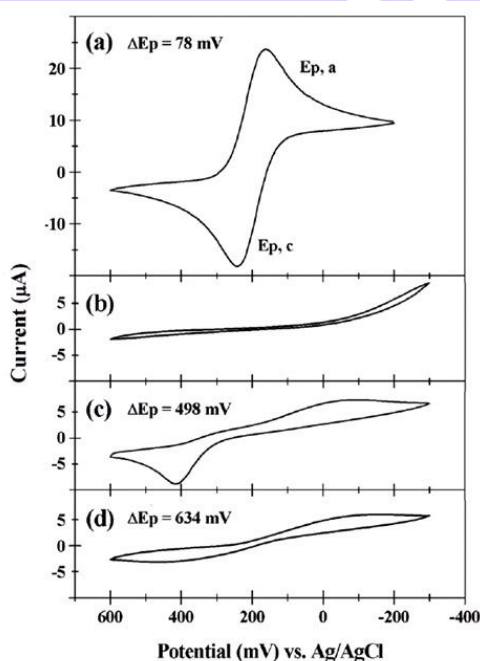 (a) ΔEp = 78 mV
Ep, a
20
10
0
-10
Ep, c
Current (μA)
(b)
5
0
-5
(c) ΔEp = 498 mV
5
0
-5
(d) ΔEp = 634 mV
5
0
-5
600 400 200 0 -200 -400
Potential (mV) vs. Ag/AgCl